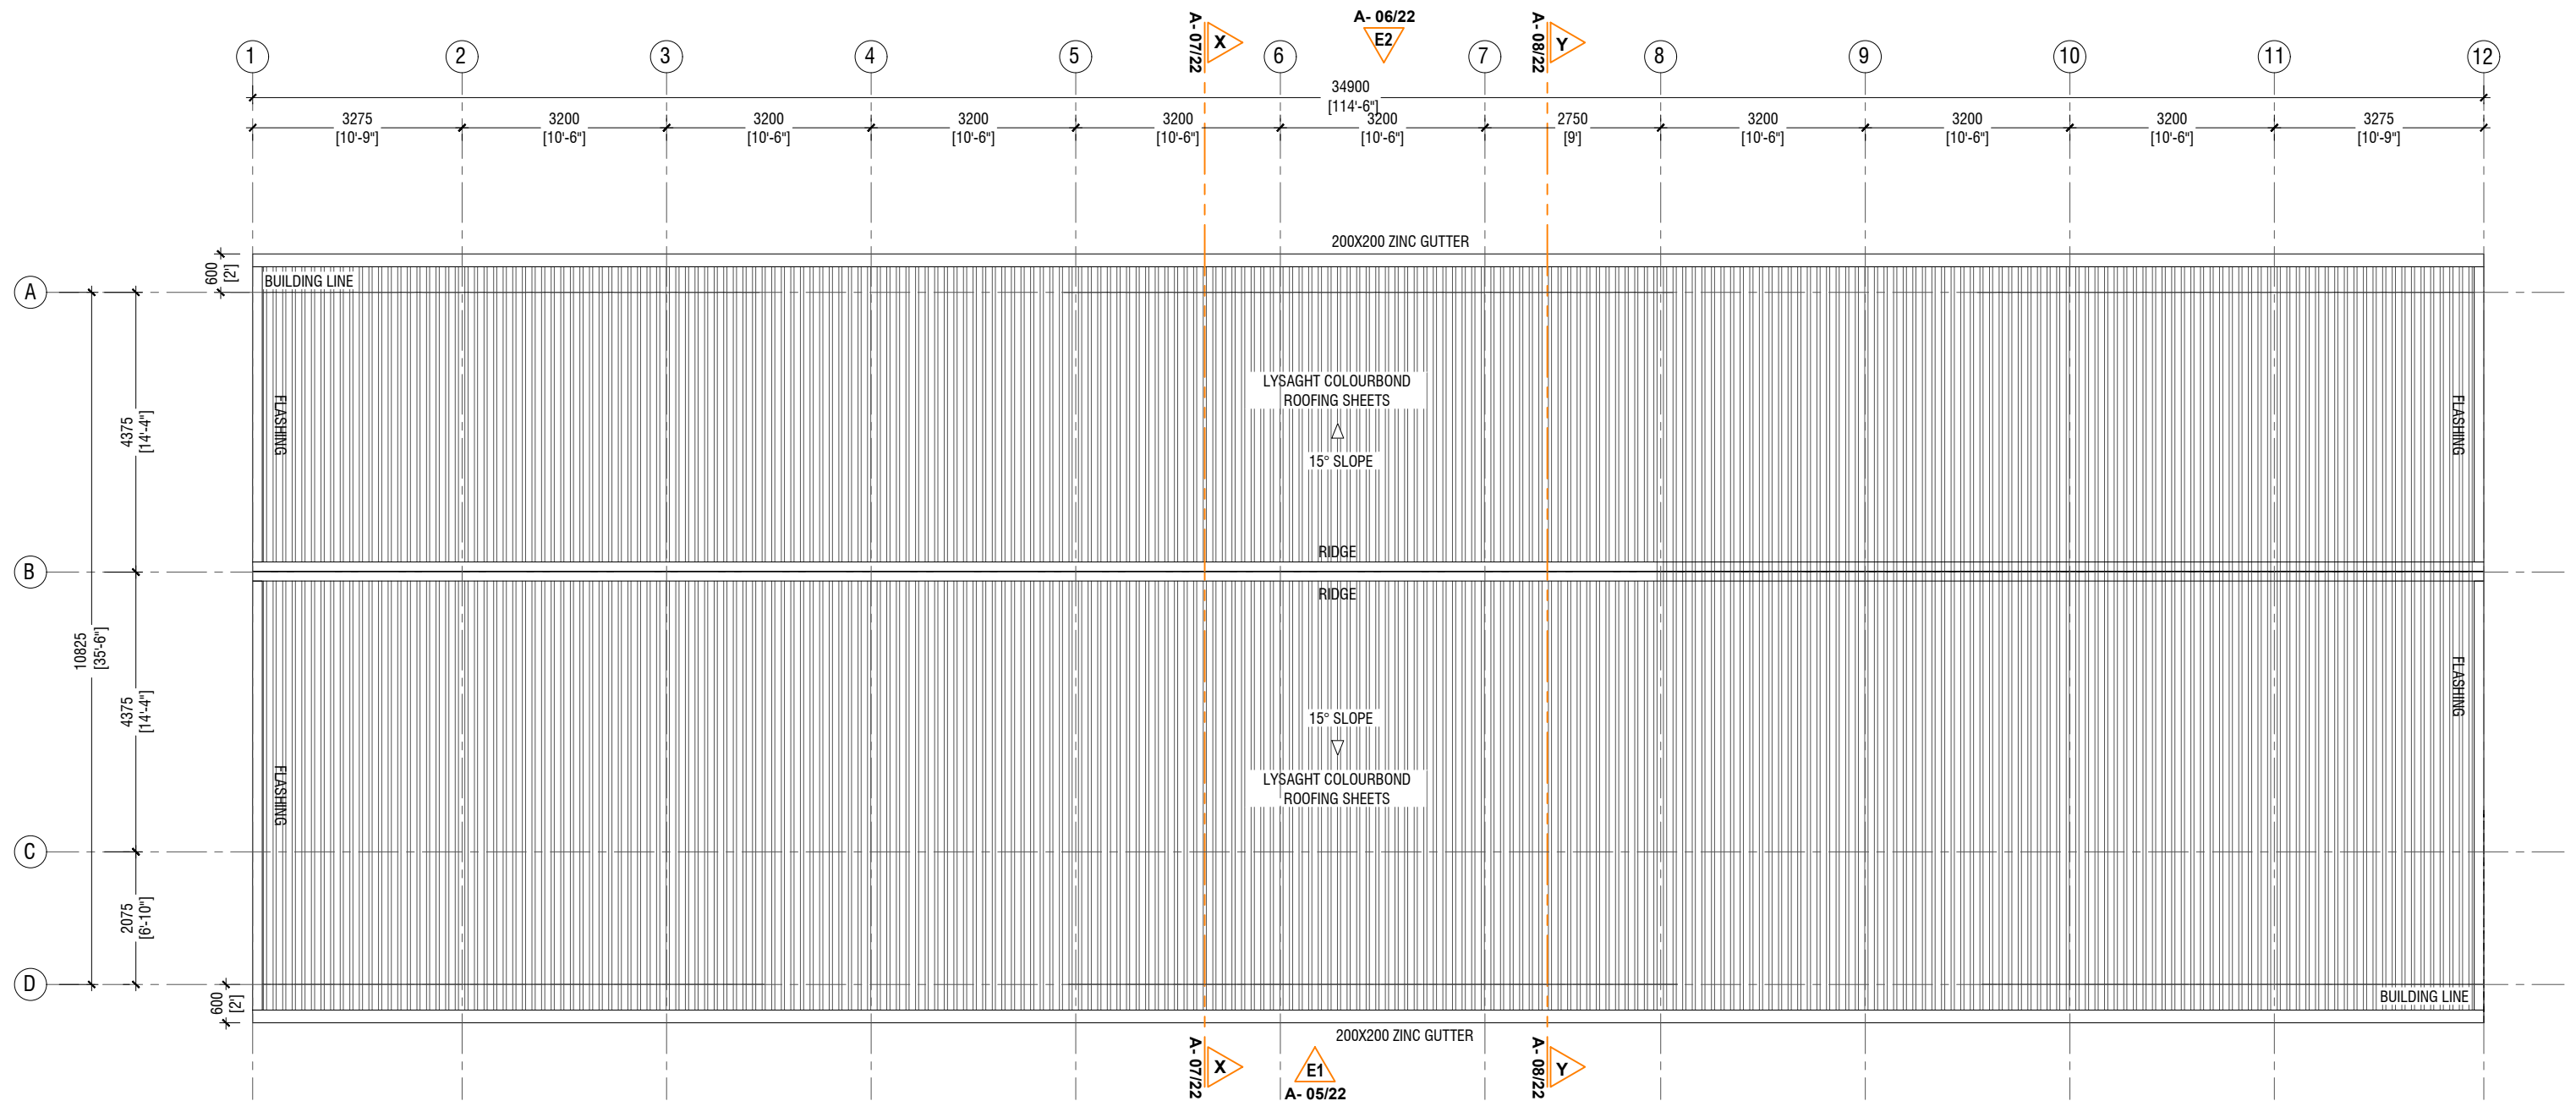 A- 06/22
E2
A- 07/22
X
A- 08/22
Y
1
2
3
4
5
6
7
8
9
10
11
12
34900
[114'-6"]
3275
[10'-9"]
3200
[10'-6"]
3200
[10'-6"]
3200
[10'-6"]
3200
[10'-6"]
3200
[10'-6"]
2750
[9']
3200
[10'-6"]
3200
[10'-6"]
3200
[10'-6"]
3275
[10'-9"]
200X200 ZINC GUTTER
600
[2']
BUILDING LINE
A
LYSAGHT COLOURBOND
ROOFING SHEETS
15° SLOPE
FLASHING
FLASHING
4375
[14'-4"]
RIDGE
B
RIDGE
10825
[35'-6"]
4375
[14'-4"]
FLASHING
15° SLOPE
LYSAGHT COLOURBOND
ROOFING SHEETS
FLASHING
C
2075
[6'-10"]
D
600
[2']
BUILDING LINE
200X200 ZINC GUTTER
A- 07/22
X
E1
A- 05/22
A- 08/22
Y